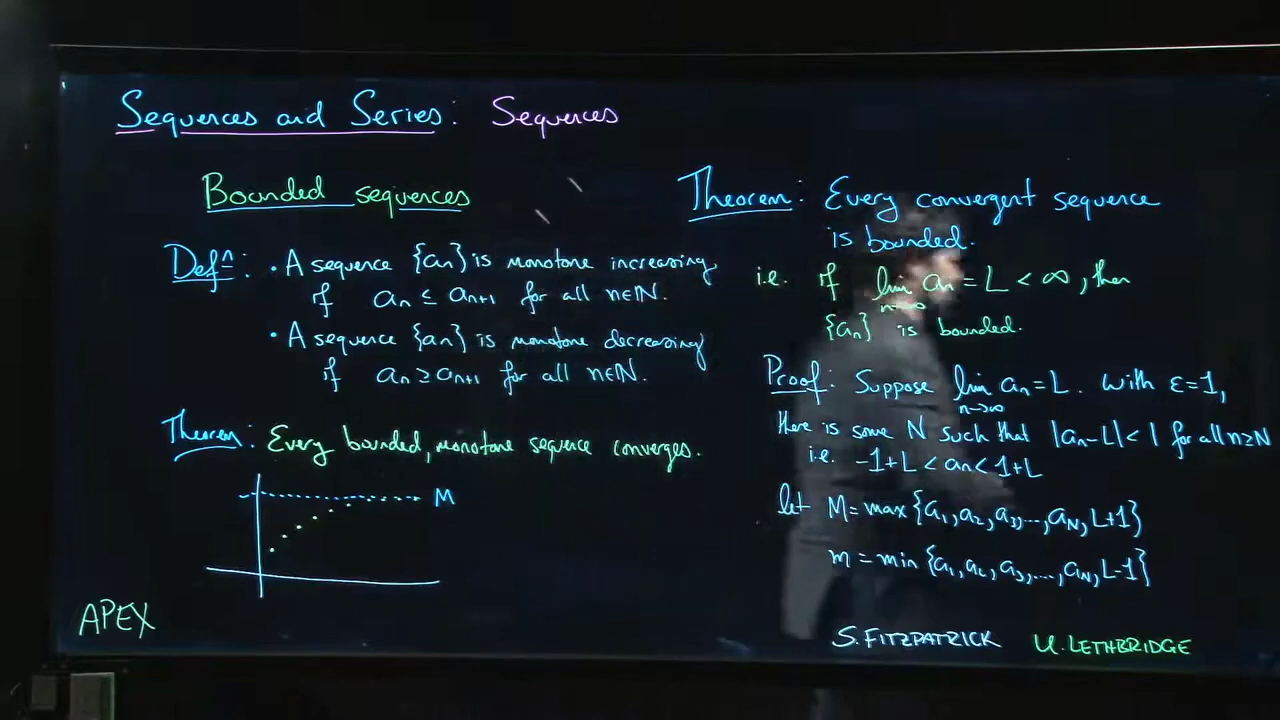 Sequences and Series: Sequences
Bounded sequences
Defⁿ: • A sequence {aₙ} is monotone increasing
if aₙ ≤ aₙ₊₁ for all n∈ℕ.
• A sequence {aₙ} is monotone decreasing
if aₙ ≥ aₙ₊₁ for all n∈ℕ.
Theorem: Every bounded, monotone sequence converges.
M
APEX
Theorem: Every convergent sequence
is bounded.
i.e. if lim aₙ = L < ∞, then
n→∞
{aₙ} is bounded.
Proof: Suppose lim aₙ = L. With ε=1,
n→∞
there is some N such that |aₙ-L|<1 for all n≥N
i.e. -1+L < aₙ < 1+L
let M = max{a₁, a₂, a₃, ..., a_N, L+1}
m = min{a₁, a₂, a₃, ..., a_N, L-1}
S. FITZPATRICK U. LETHBRIDGE